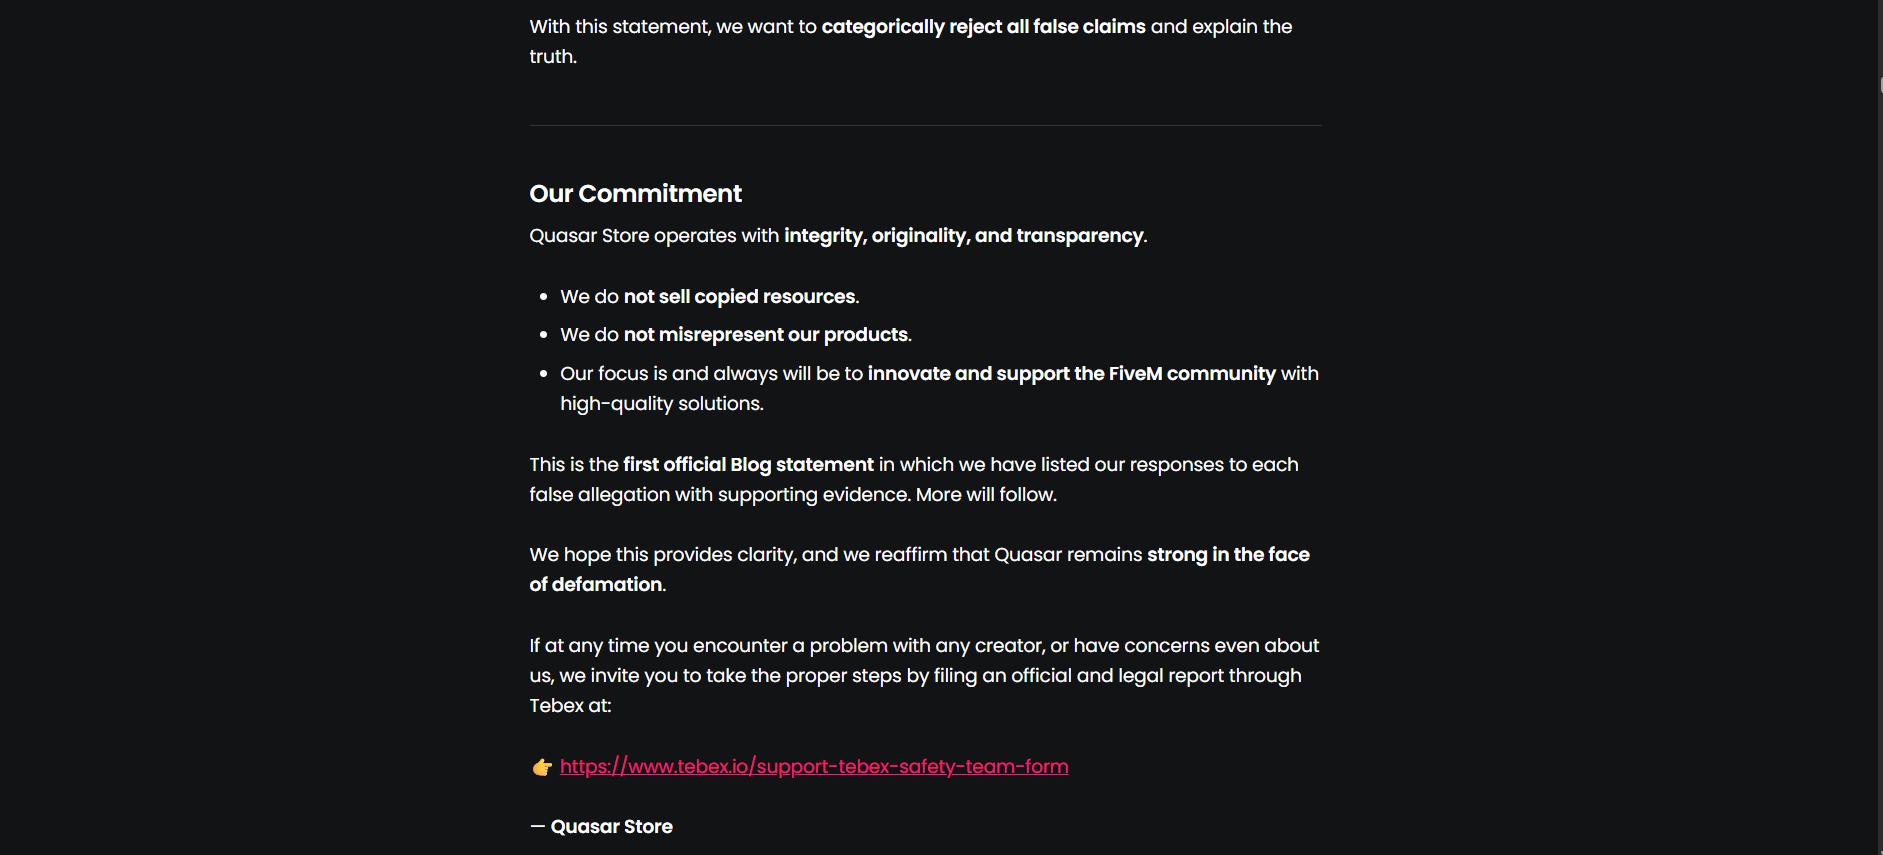 With this statement, we want to categorically reject all false claims and explain the
truth.
Our Commitment
Quasar Store operates with integrity, originality, and transparency.
• We do not sell copied resources.
• We do not misrepresent our products.
• Our focus is and always will be to innovate and support the FiveM community with
high-quality solutions.
This is the first official Blog statement in which we have listed our responses to each
false allegation with supporting evidence. More will follow.
We hope this provides clarity, and we reaffirm that Quasar remains strong in the face
of defamation.
If at any time you encounter a problem with any creator, or have concerns even about
us, we invite you to take the proper steps by filing an official and legal report through
Tebex at:
👉 https://www.tebex.io/support-tebex-safety-team-form
— Quasar Store